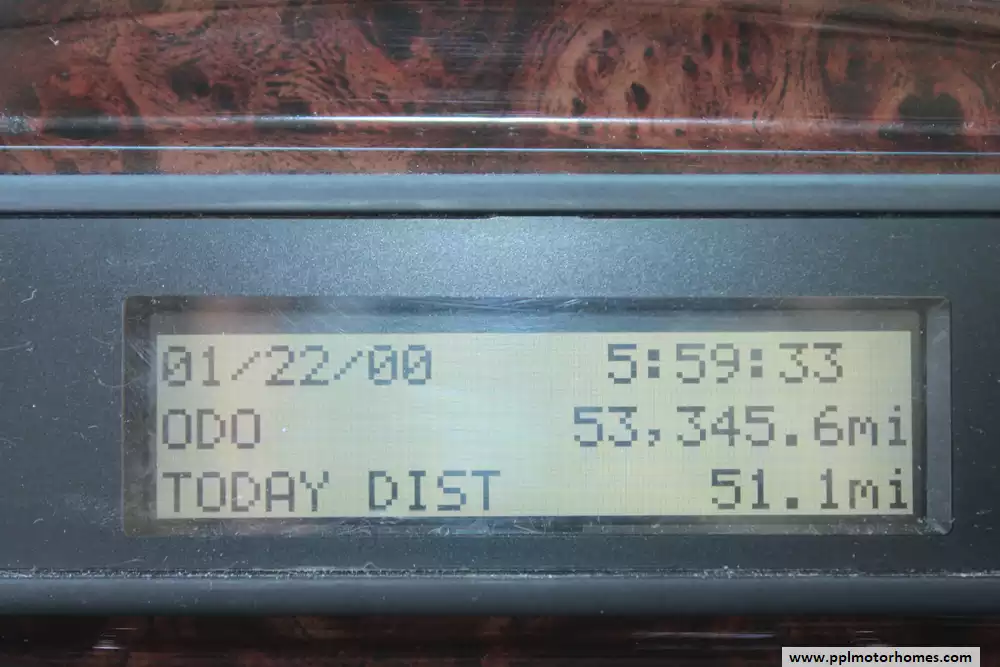 01/22/00 5:59:33
ODO 53,345.6mi
TODAY DIST 51.1mi
www.pplmotorhomes.com